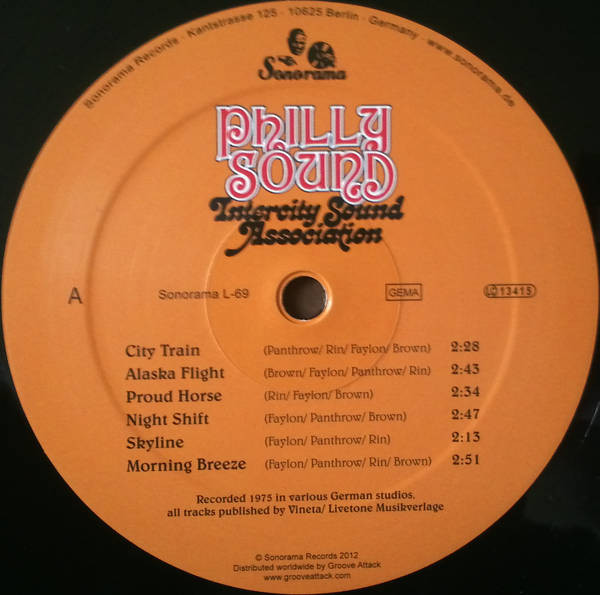 Sonorama Records · Kantstrasse 125 · 10625 Berlin · Germany · www.sonorama.de
Sonorama
PHILLY
SOUND
Intercity Sound
Association
A
Sonorama L-69
GEMA
LC 13415
City Train (Panthrow/ Rin/ Faylon/ Brown) 2:28
Alaska Flight (Brown/ Faylon/ Panthrow/ Rin) 2:43
Proud Horse (Rin/ Faylon/ Brown) 2:34
Night Shift (Faylon/ Panthrow/ Brown) 2:47
Skyline (Faylon/ Panthrow/ Rin) 2:13
Morning Breeze (Faylon/ Panthrow/ Rin/ Brown) 2:51
Recorded 1975 in various German studios.
all tracks published by Vineta/ Livetone Musikverlage
© Sonorama Records 2012
Distributed worldwide by Groove Attack
www.grooveattack.com